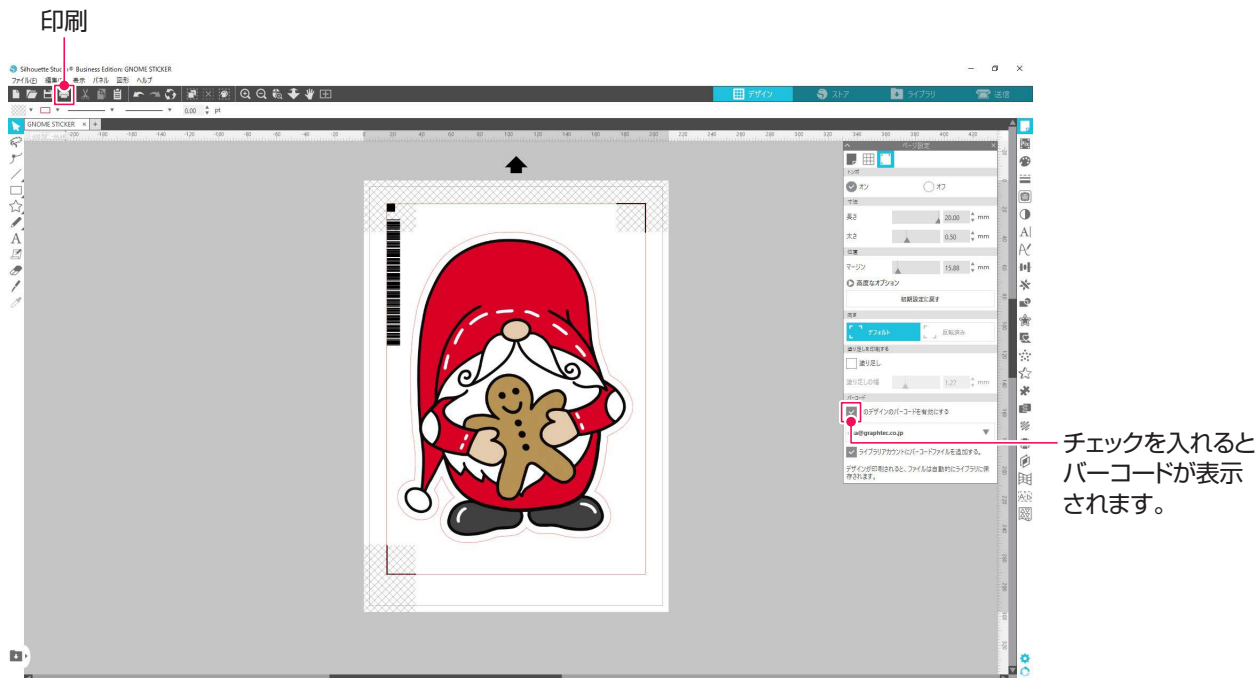 印刷
Silhouette Studio® Business Edition: GNOME STICKER
ファイル(F) 表示 パネル 図形 ヘルプ
0.00 pt
デザイン ストア ライブラリ 送信
GNOME STICKER × +
ページ設定
トンボ
オン オフ
寸法
長さ 20.00 mm
太さ 0.50 mm
位置
マージン 15.88 mm
高度なオプション
初期設定に戻す
向き
デフォルト 反転済み
塗り足しを印刷する
塗り足し
塗り足しの幅 1.27 mm
バーコード
のデザインのバーコードを有効にする
a@graphtec.co.jp
ライブラリアカウントにバーコードファイルを追加する。
デザインが印刷されると、ファイルは自動的にライブラリに保
存されます。
チェックを入れると
バーコードが表示
されます。